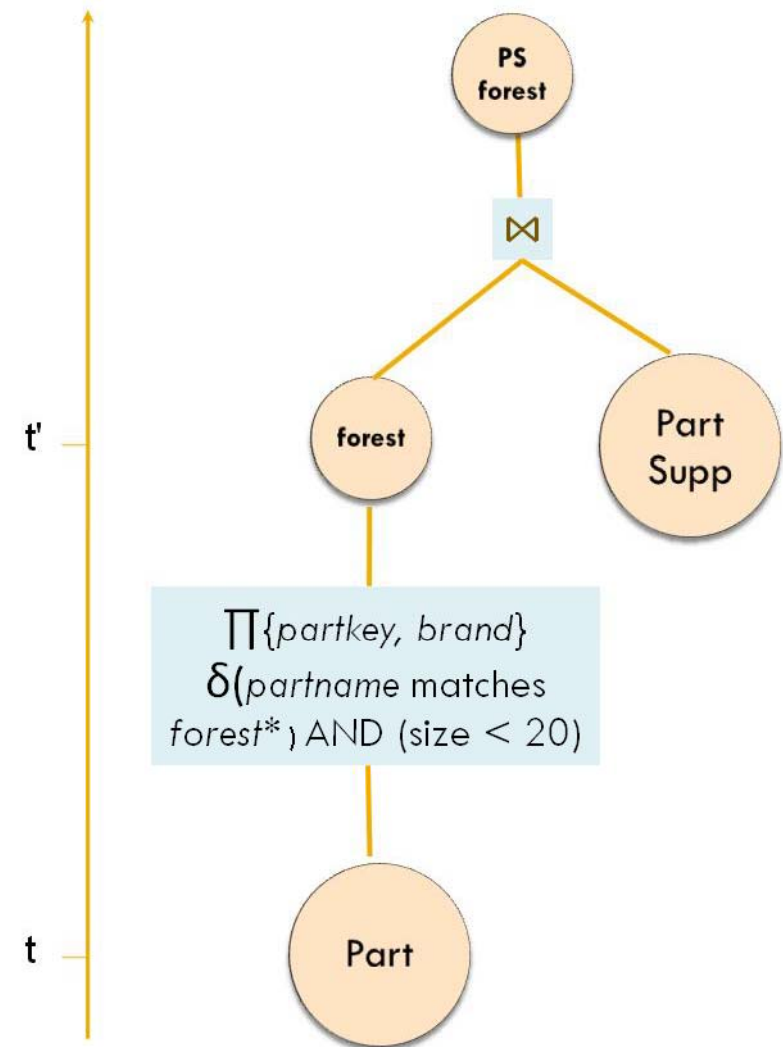 PS
forest
⋈
t'
forest
Part
Supp
∏{partkey, brand}
δ(partname matches
forest*) AND (size < 20)
t
Part